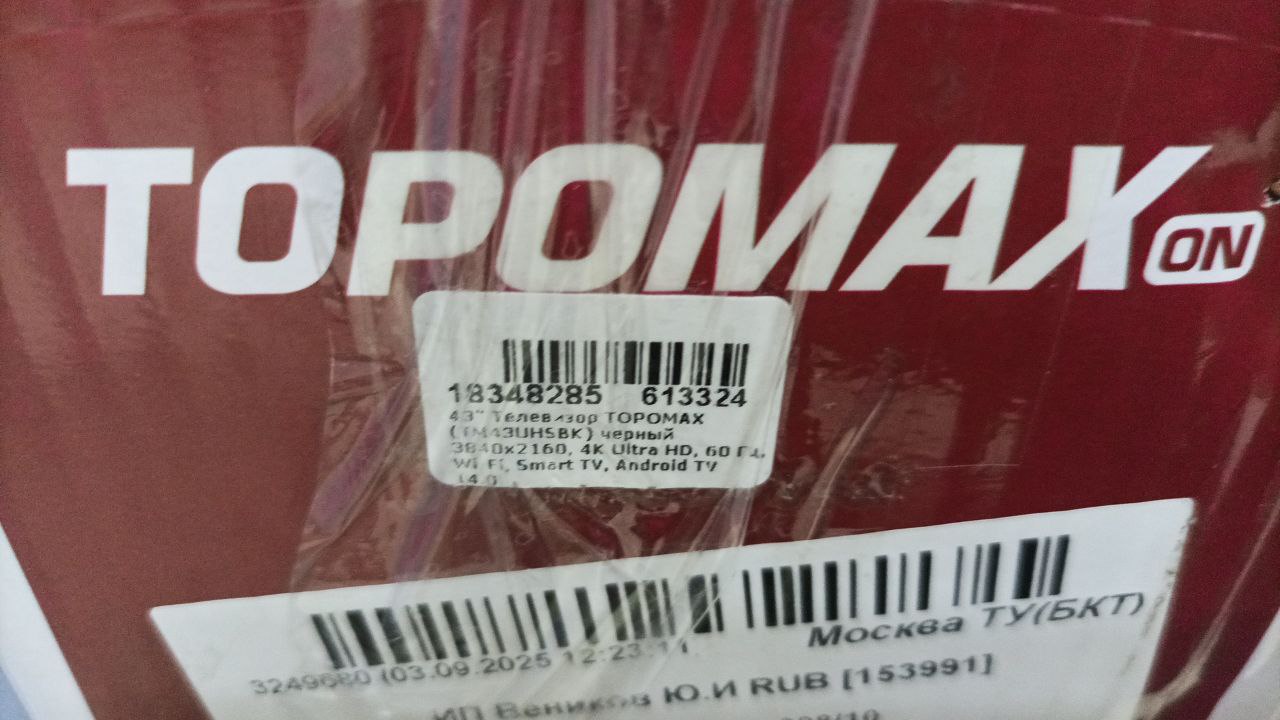 TOPOMAX ON
18348285 613324
43" Телевизор TOPOMAX
(TM43UHSBK) черный
3840x2160, 4K Ultra HD, 60 Гц,
Wi-Fi, Smart TV, Android TV
14.0
Москва ТУ(БКТ)
3249680 (03.09.2025 12:23:11
ИП Веников Ю.И RUB [153991]